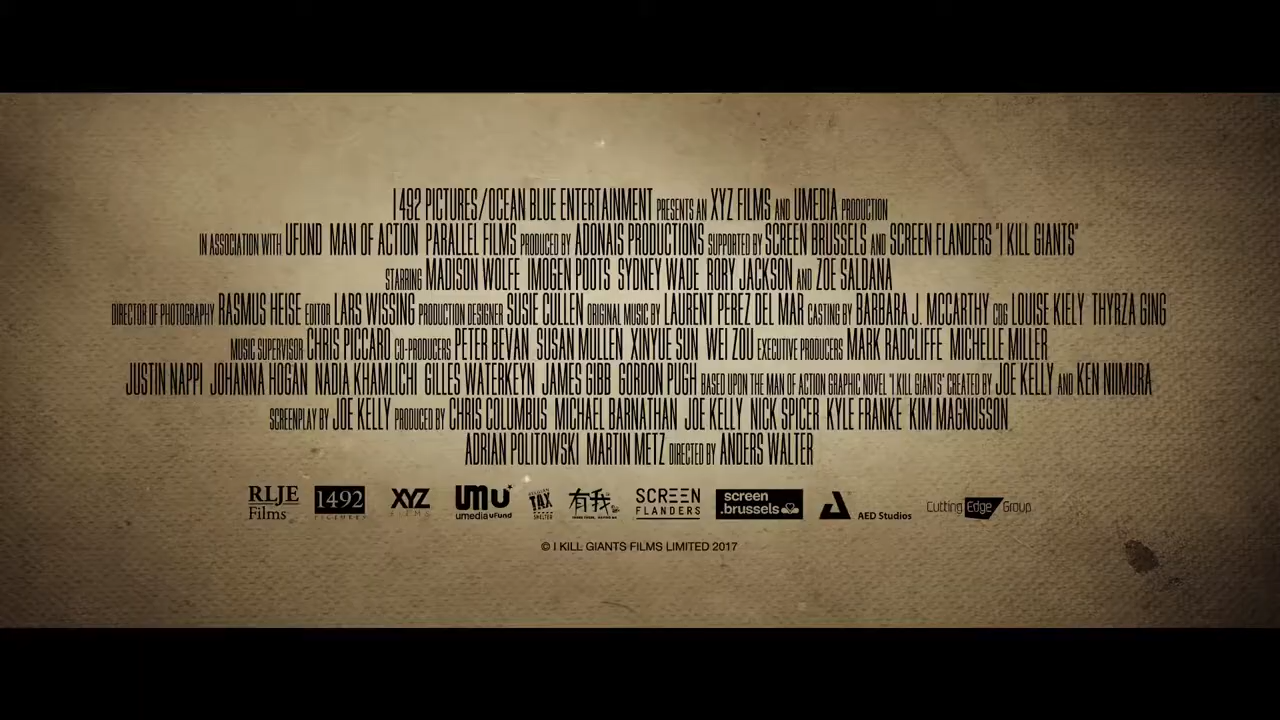 1492 PICTURES/OCEAN BLUE ENTERTAINMENT PRESENTS AN XYZ FILMS AND UMEDIA PRODUCTION
IN ASSOCIATION WITH UFUND MAN OF ACTION PARALLEL FILMS PRODUCED BY ADONAIS PRODUCTIONS SUPPORTED BY SCREEN BRUSSELS AND SCREEN FLANDERS "I KILL GIANTS"
STARRING MADISON WOLFE IMOGEN POOTS SYDNEY WADE RORY JACKSON AND ZOE SALDANA
DIRECTOR OF PHOTOGRAPHY RASMUS HEISE EDITOR LARS WISSING PRODUCTION DESIGNER SUSIE CULLEN ORIGINAL MUSIC BY LAURENT PEREZ DEL MAR CASTING BY BARBARA J. MCCARTHY CDG LOUISE KIELY THYRZA GING
MUSIC SUPERVISOR CHRIS PICCARO CO-PRODUCERS PETER BEVAN SUSAN MULLEN XINYUE SUN WEI ZOU EXECUTIVE PRODUCERS MARK RADCLIFFE MICHELLE MILLER
JUSTIN NAPPI JOHANNA HOGAN NADIA KHAMLICHI GILLES WATERKEYN JAMES GIBB GORDON PUGH BASED UPON THE MAN OF ACTION GRAPHIC NOVEL "I KILL GIANTS" CREATED BY JOE KELLY AND KEN NIIMURA
SCREENPLAY BY JOE KELLY PRODUCED BY CHRIS COLUMBUS MICHAEL BARNATHAN JOE KELLY NICK SPICER KYLE FRANKE KIM MAGNUSSON
ADRIAN POLITOWSKI MARTIN METZ DIRECTED BY ANDERS WALTER
RLJE Films 1492 PICTURES XYZ FILMS umu umedia uFund TAX SHELTER 有我 SCREEN FLANDERS screen .brussels AED Studios Cutting Edge Group
© I KILL GIANTS FILMS LIMITED 2017